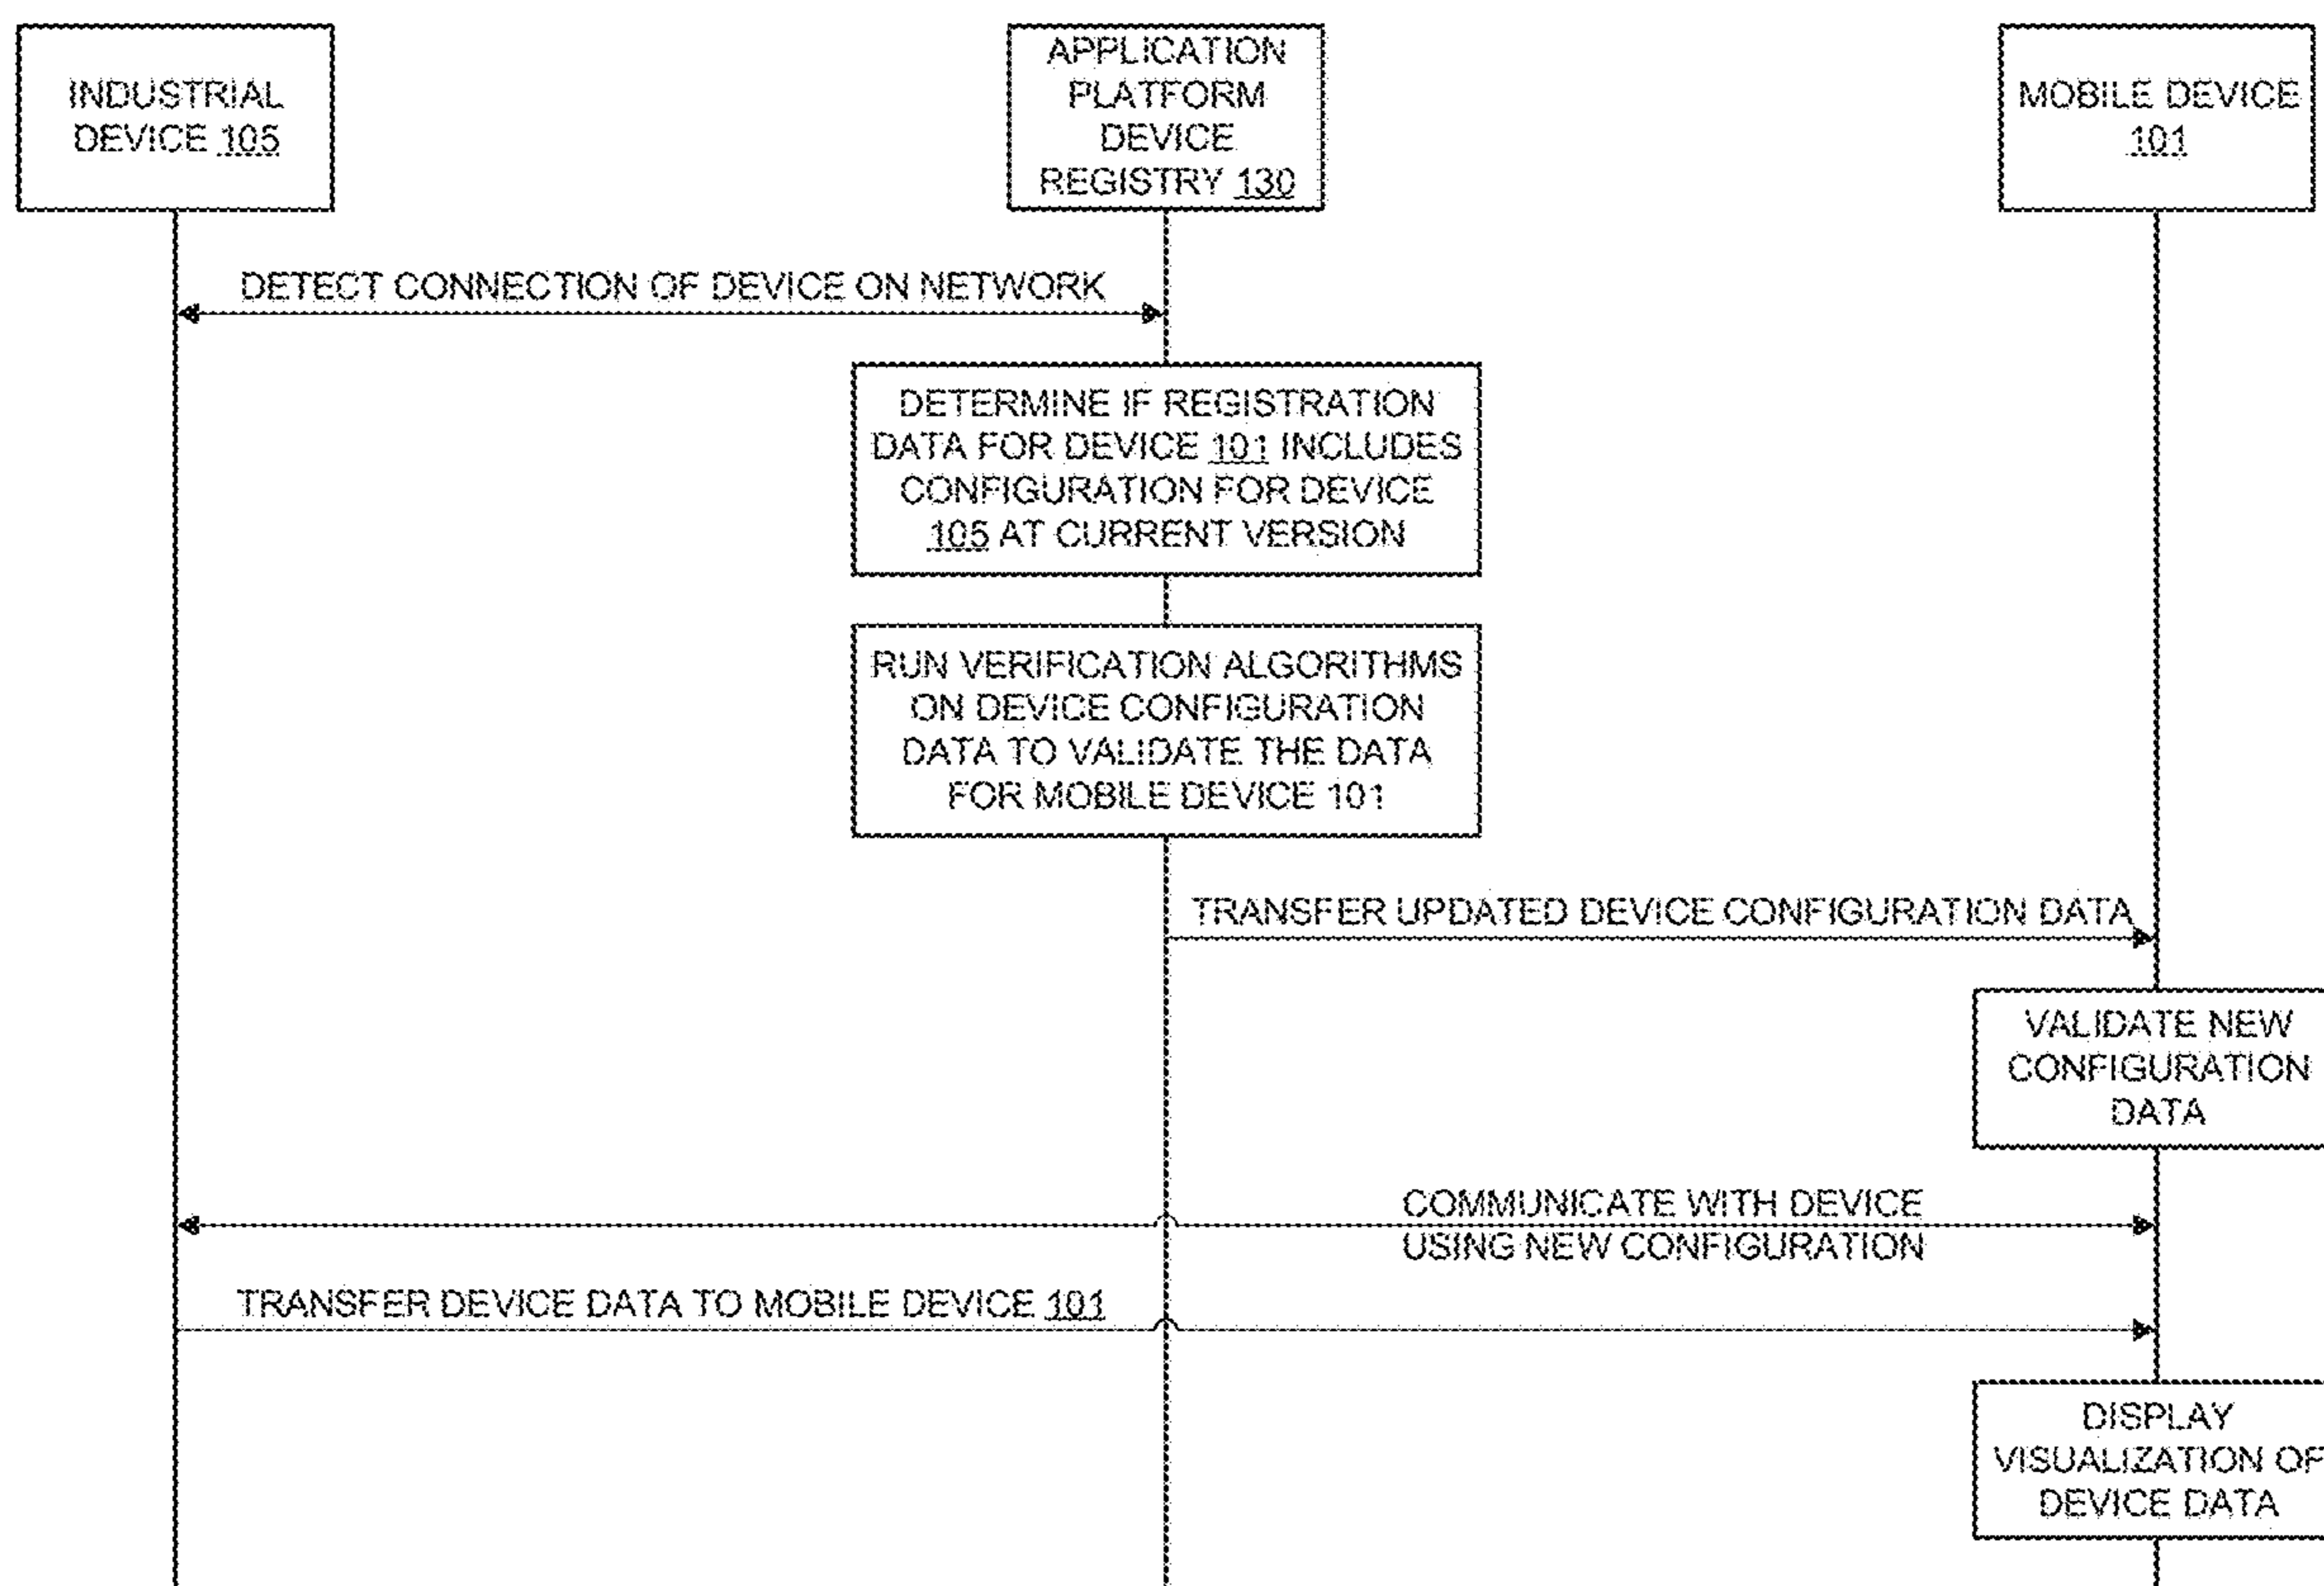 INDUSTRIAL
DEVICE 105
APPLICATION
PLATFORM
DEVICE
REGISTRY 130
MOBILE DEVICE
101
DETECT CONNECTION OF DEVICE ON NETWORK
DETERMINE IF REGISTRATION
DATA FOR DEVICE 101 INCLUDES
CONFIGURATION FOR DEVICE
105 AT CURRENT VERSION
RUN VERIFICATION ALGORITHMS
ON DEVICE CONFIGURATION
DATA TO VALIDATE THE DATA
FOR MOBILE DEVICE 101
TRANSFER UPDATED DEVICE CONFIGURATION DATA
VALIDATE NEW
CONFIGURATION
DATA
COMMUNICATE WITH DEVICE
USING NEW CONFIGURATION
TRANSFER DEVICE DATA TO MOBILE DEVICE 101
DISPLAY
VISUALIZATION OF
DEVICE DATA